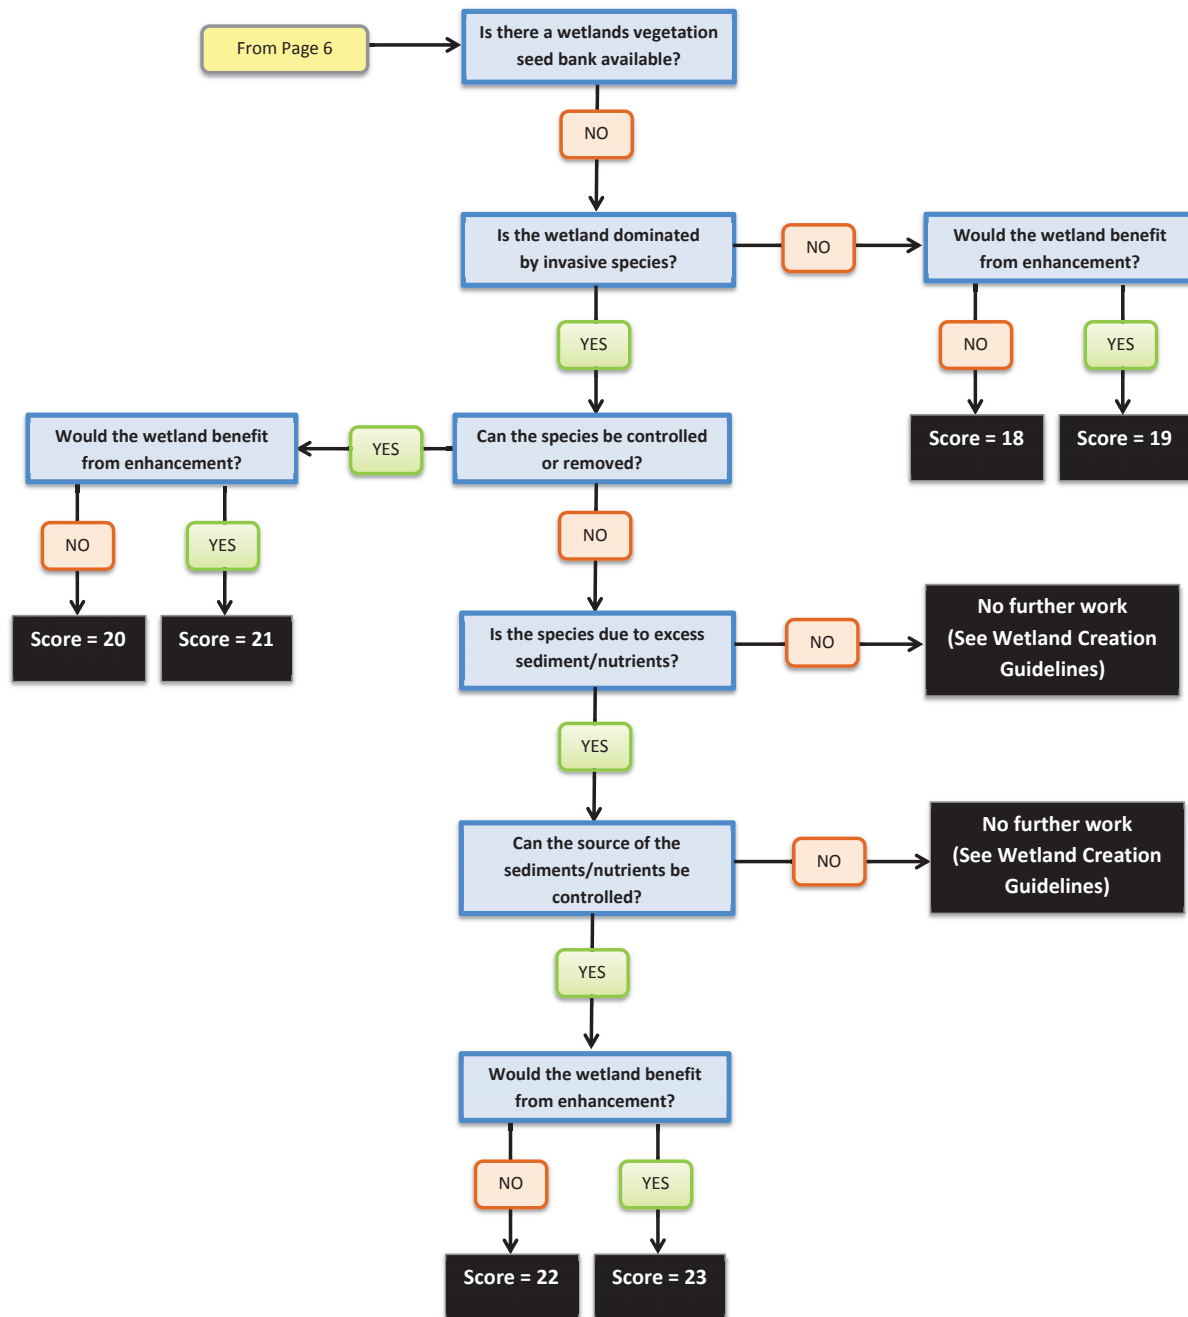 From Page 6
Is there a wetlands vegetation
seed bank available?
NO
Is the wetland dominated
by invasive species?
NO
Would the wetland benefit
from enhancement?
NO
YES
Score = 18
Score = 19
YES
Can the species be controlled
or removed?
YES
Would the wetland benefit
from enhancement?
NO
YES
Score = 20
Score = 21
NO
Is the species due to excess
sediment/nutrients?
NO
No further work
(See Wetland Creation
Guidelines)
YES
Can the source of the
sediments/nutrients be
controlled?
NO
No further work
(See Wetland Creation
Guidelines)
YES
Would the wetland benefit
from enhancement?
NO
YES
Score = 22
Score = 23